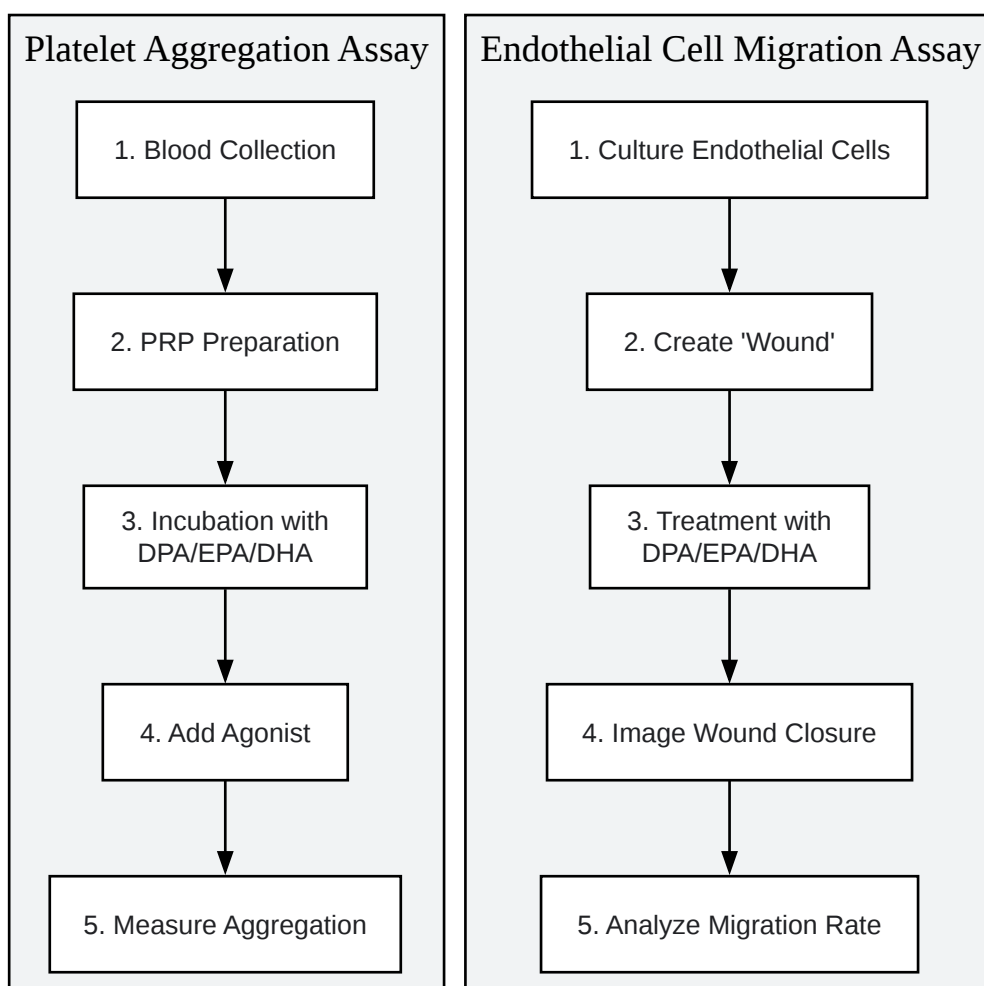 Platelet Aggregation Assay
1. Blood Collection
2. PRP Preparation
3. Incubation with
DPA/EPA/DHA
4. Add Agonist
5. Measure Aggregation
Endothelial Cell Migration Assay
1. Culture Endothelial Cells
2. Create 'Wound'
3. Treatment with
DPA/EPA/DHA
4. Image Wound Closure
5. Analyze Migration Rate